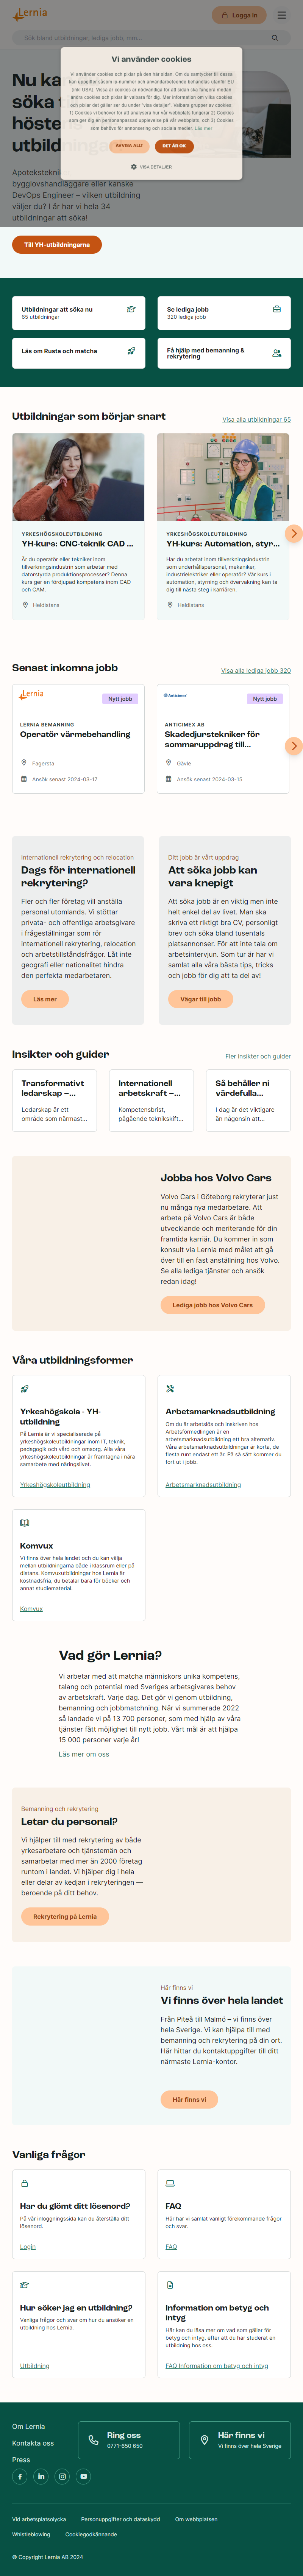 Lernia
Logga in
Sök bland utbildningar, lediga jobb, mm...
Vi använder cookies
Vi använder cookies och pixlar på den här sidan. Om du samtycker till dessa
kan uppgifter såsom ip-nummer och användarbeteende behandlas utanför EU
(inkl USA). Vissa är cookies är nödvändiga för att sidan ska fungera medan
andra cookies och pixlar är valbara för dig. Mer information om vilka cookies
och pixlar det gäller ser du under "visa detaljer". Valbara grupper av cookies:
1) Cookies vi behöver för att analysera hur vår webbplats fungerar 2) Cookies
som ger dig en personanpassad upplevelse på vår webbplats, och 3) Cookies
som behövs för annonsering och sociala medier. Läs mer
AVVISA ALLT
DET ÄR OK
VISA DETALJER
Nu kan
söka
höstens
utbildningar
Apotekstekniker,
bygglovshandläggare eller kanske
DevOps Engineer – vilken utbildning
väljer du? I år har vi hela 34
utbildningar att söka!
Till YH-utbildningarna
Utbildningar att söka nu
65 utbildningar
Se lediga jobb
320 lediga jobb
Läs om Rusta och matcha
Få hjälp med bemanning &
rekrytering
Utbildningar som börjar snart
Visa alla utbildningar 65
YRKESHÖGSKOLEUTBILDNING
YH-kurs: CNC-teknik CAD ...
Är du operatör eller tekniker inom
tillverkningsindustrin som arbetar med
datorstyrda produktionsprocesser? Denna
kurs ger en fördjupad kompetens inom CAD
och CAM.
Heldistans
YRKESHÖGSKOLEUTBILDNING
YH-kurs: Automation, styr...
Har du arbetat inom tillverkningsindustrin
som underhållspersonal, mekaniker,
industrielektriker eller operatör? Vår kurs i
automation, styrning och övervakning kan ta
dig till nästa steg i karriären.
Heldistans
Senast inkomna jobb
Visa alla lediga jobb 320
Lernia
Nytt jobb
LERNIA BEMANNING
Operatör värmebehandling
Fagersta
Ansök senast 2024-03-17
Anticimex
Nytt jobb
ANTICIMEX AB
Skadedjurstekniker för
sommaruppdrag till...
Gävle
Ansök senast 2024-03-15
Internationell rekrytering och relocation
Dags för internationell
rekrytering?
Fler och fler företag vill anställa
personal utomlands. Vi stöttar
privata- och offentliga arbetsgivare
i frågeställningar som rör
internationell rekrytering, relocation
och arbetstillståndsfrågor. Låt inte
geografi eller nationalitet hindra
den perfekta medarbetaren.
Läs mer
Ditt jobb är vårt uppdrag
Att söka jobb kan
vara knepigt
Att söka jobb är en viktig men inte
helt enkel del av livet. Man ska
skriva ett riktigt bra CV, personligt
brev och söka bland tusentals
platsannonser. För att inte tala om
arbetsintervjun. Som tur är har vi
samlat alla våra bästa tips, tricks
och jobb för dig att ta del av!
Vägar till jobb
Insikter och guider
Fler insikter och guider
Transformativt
ledarskap –...
Ledarskap är ett
område som närmast...
Internationell
arbetskraft –...
Kompetensbrist,
pågående teknikskift...
Så behåller ni
värdefulla...
I dag är det viktigare
än någonsin att...
Jobba hos Volvo Cars
Volvo Cars i Göteborg rekryterar just
nu många nya medarbetare. Att
arbeta på Volvo Cars är både
utvecklande och meriterande för din
framtida karriär. Du kommer in som
konsult via Lernia med målet att gå
över till en fast anställning hos Volvo.
Se alla lediga tjänster och ansök
redan idag!
Lediga jobb hos Volvo Cars
Våra utbildningsformer
Yrkeshögskola - YH-
utbildning
På Lernia är vi specialiserade på
yrkeshögskoleutbildningar inom IT, teknik,
pedagogik och vård och omsorg. Alla våra
yrkeshögskoleutbildningar är framtagna i nära
samarbete med näringslivet.
Yrkeshögskoleutbildning
Arbetsmarknadsutbildning
Om du är arbetslös och inskriven hos
Arbetsförmedlingen är en
arbetsmarknadsutbildning ett bra alternativ.
Våra arbetsmarknadsutbildningar är korta, de
flesta runt endast ett år. På så sätt kommer du
fort ut i jobb.
Arbetsmarknadsutbildning
Komvux
Vi finns över hela landet och du kan välja
mellan utbildningarna både i klassrum eller på
distans. Komvuxutbildningar hos Lernia är
kostnadsfria, du betalar bara för böcker och
annat studiematerial.
Komvux
Vad gör Lernia?
Vi arbetar med att matcha människors unika kompetens,
talang och potential med Sveriges arbetsgivares behov
av arbetskraft. Varje dag. Det gör vi genom utbildning,
bemanning och jobbmatchning. När vi summerade 2022
så landade vi på 13 700 personer, som med hjälp av våra
tjänster fått möjlighet till nytt jobb. Vårt mål är att hjälpa
15 000 personer varje år!
Läs mer om oss
Bemanning och rekrytering
Letar du personal?
Vi hjälper till med rekrytering av både
yrkesarbetare och tjänstemän och
samarbetar med mer än 2000 företag
runtom i landet. Vi hjälper dig i hela
eller delar av kedjan i rekryteringen —
beroende på ditt behov.
Rekrytering på Lernia
Här finns vi
Vi finns över hela landet
Från Piteå till Malmö – vi finns över
hela Sverige. Vi kan hjälpa till med
bemanning och rekrytering på din ort.
Här hittar du kontaktuppgifter till ditt
närmaste Lernia-kontor.
Här finns vi
Vanliga frågor
Har du glömt ditt lösenord?
På vår inloggningssida kan du återställa ditt
lösenord.
Login
FAQ
Här har vi samlat vanligt förekommande frågor
och svar.
FAQ
Hur söker jag en utbildning?
Vanliga frågor och svar om hur du ansöker en
utbildning hos Lernia.
Utbildning
Information om betyg och
intyg
Här kan du läsa mer om vad som gäller för
betyg och intyg, efter att du har studerat en
utbildning hos oss.
FAQ Information om betyg och intyg
Om Lernia
Kontakta oss
Press
Ring oss
0771-650 650
Här finns vi
Vi finns över hela Sverige
Vid arbetsplatsolycka
Personuppgifter och dataskydd
Om webbplatsen
Whistleblowing
Cookiegodkännande
© Copyright Lernia AB 2024